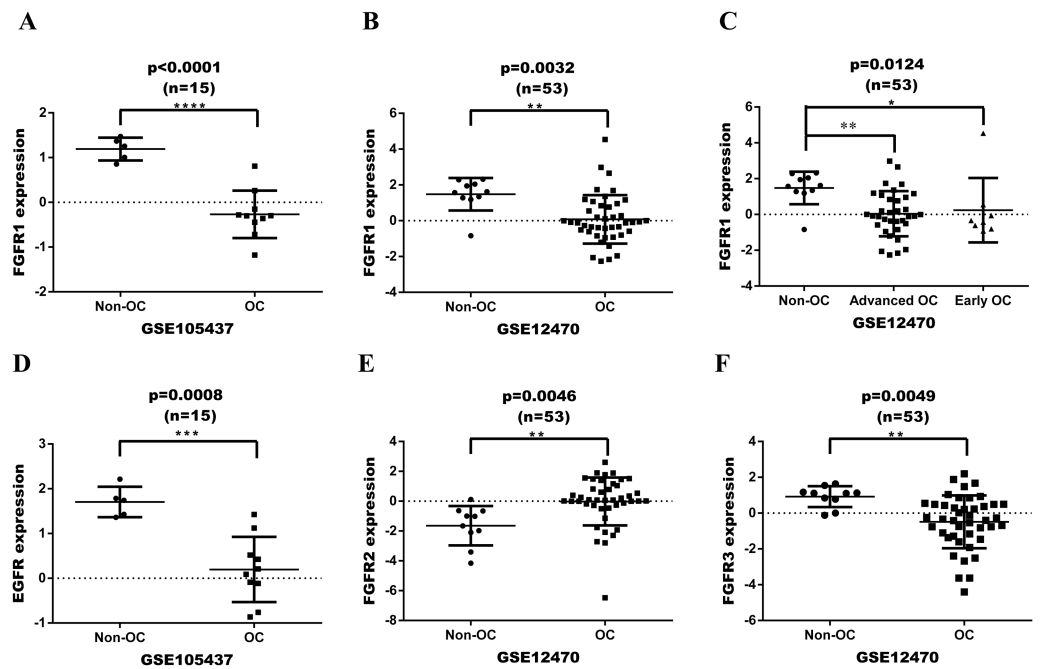 A
p<0.0001
(n=15)
****
FGFR1 expression
2
1
0
-1
-2
Non-OC OC
GSE105437
B
p=0.0032
(n=53)
**
FGFR1 expression
6
4
2
0
-2
-4
Non-OC OC
GSE12470
C
p=0.0124
(n=53)
*
**
FGFR1 expression
6
4
2
0
-2
-4
Non-OC Advanced OC Early OC
GSE12470
D
p=0.0008
(n=15)
***
EGFR expression
3
2
1
0
-1
Non-OC OC
GSE105437
E
p=0.0046
(n=53)
**
FGFR2 expression
4
2
0
-2
-4
-6
-8
Non-OC OC
GSE12470
F
p=0.0049
(n=53)
**
FGFR3 expression
4
2
0
-2
-4
-6
Non-OC OC
GSE12470